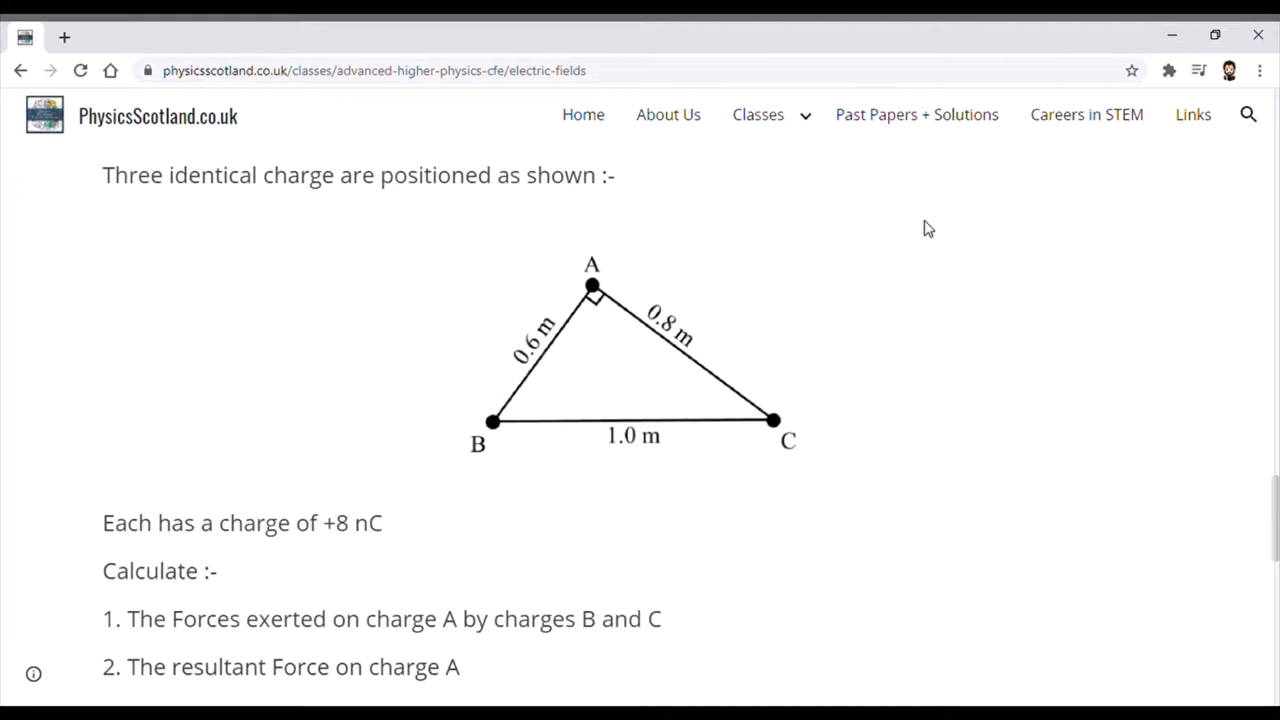 physicsscotland.co.uk/classes/advanced-higher-physics-cfe/electric-fields
PhysicsScotland.co.uk
Home About Us Classes Past Papers + Solutions Careers in STEM Links
Three identical charge are positioned as shown :-
A
0.6 m
0.8 m
1.0 m
B
C
Each has a charge of +8 nC
Calculate :-
1. The Forces exerted on charge A by charges B and C
2. The resultant Force on charge A